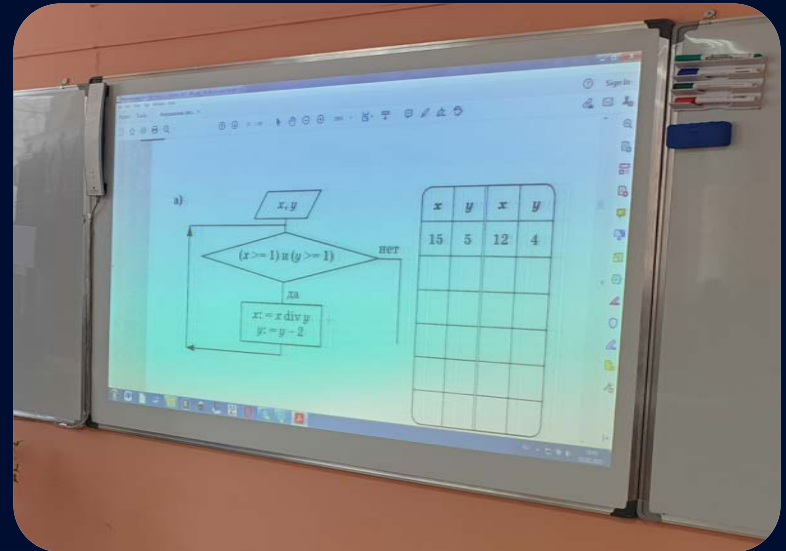 Sign In
а)
x, y
(x >= 1) и (y >= 1)
нет
да
x: = x div y
y: = y − 2
x y x y
15 5 12 4